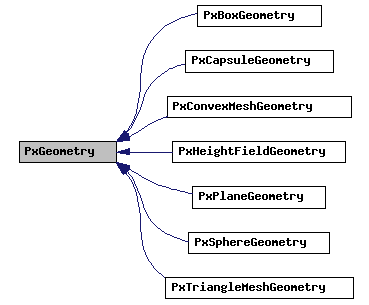 PxBoxGeometry
PxCapsuleGeometry
PxConvexMeshGeometry
PxGeometry
PxHeightFieldGeometry
PxPlaneGeometry
PxSphereGeometry
PxTriangleMeshGeometry